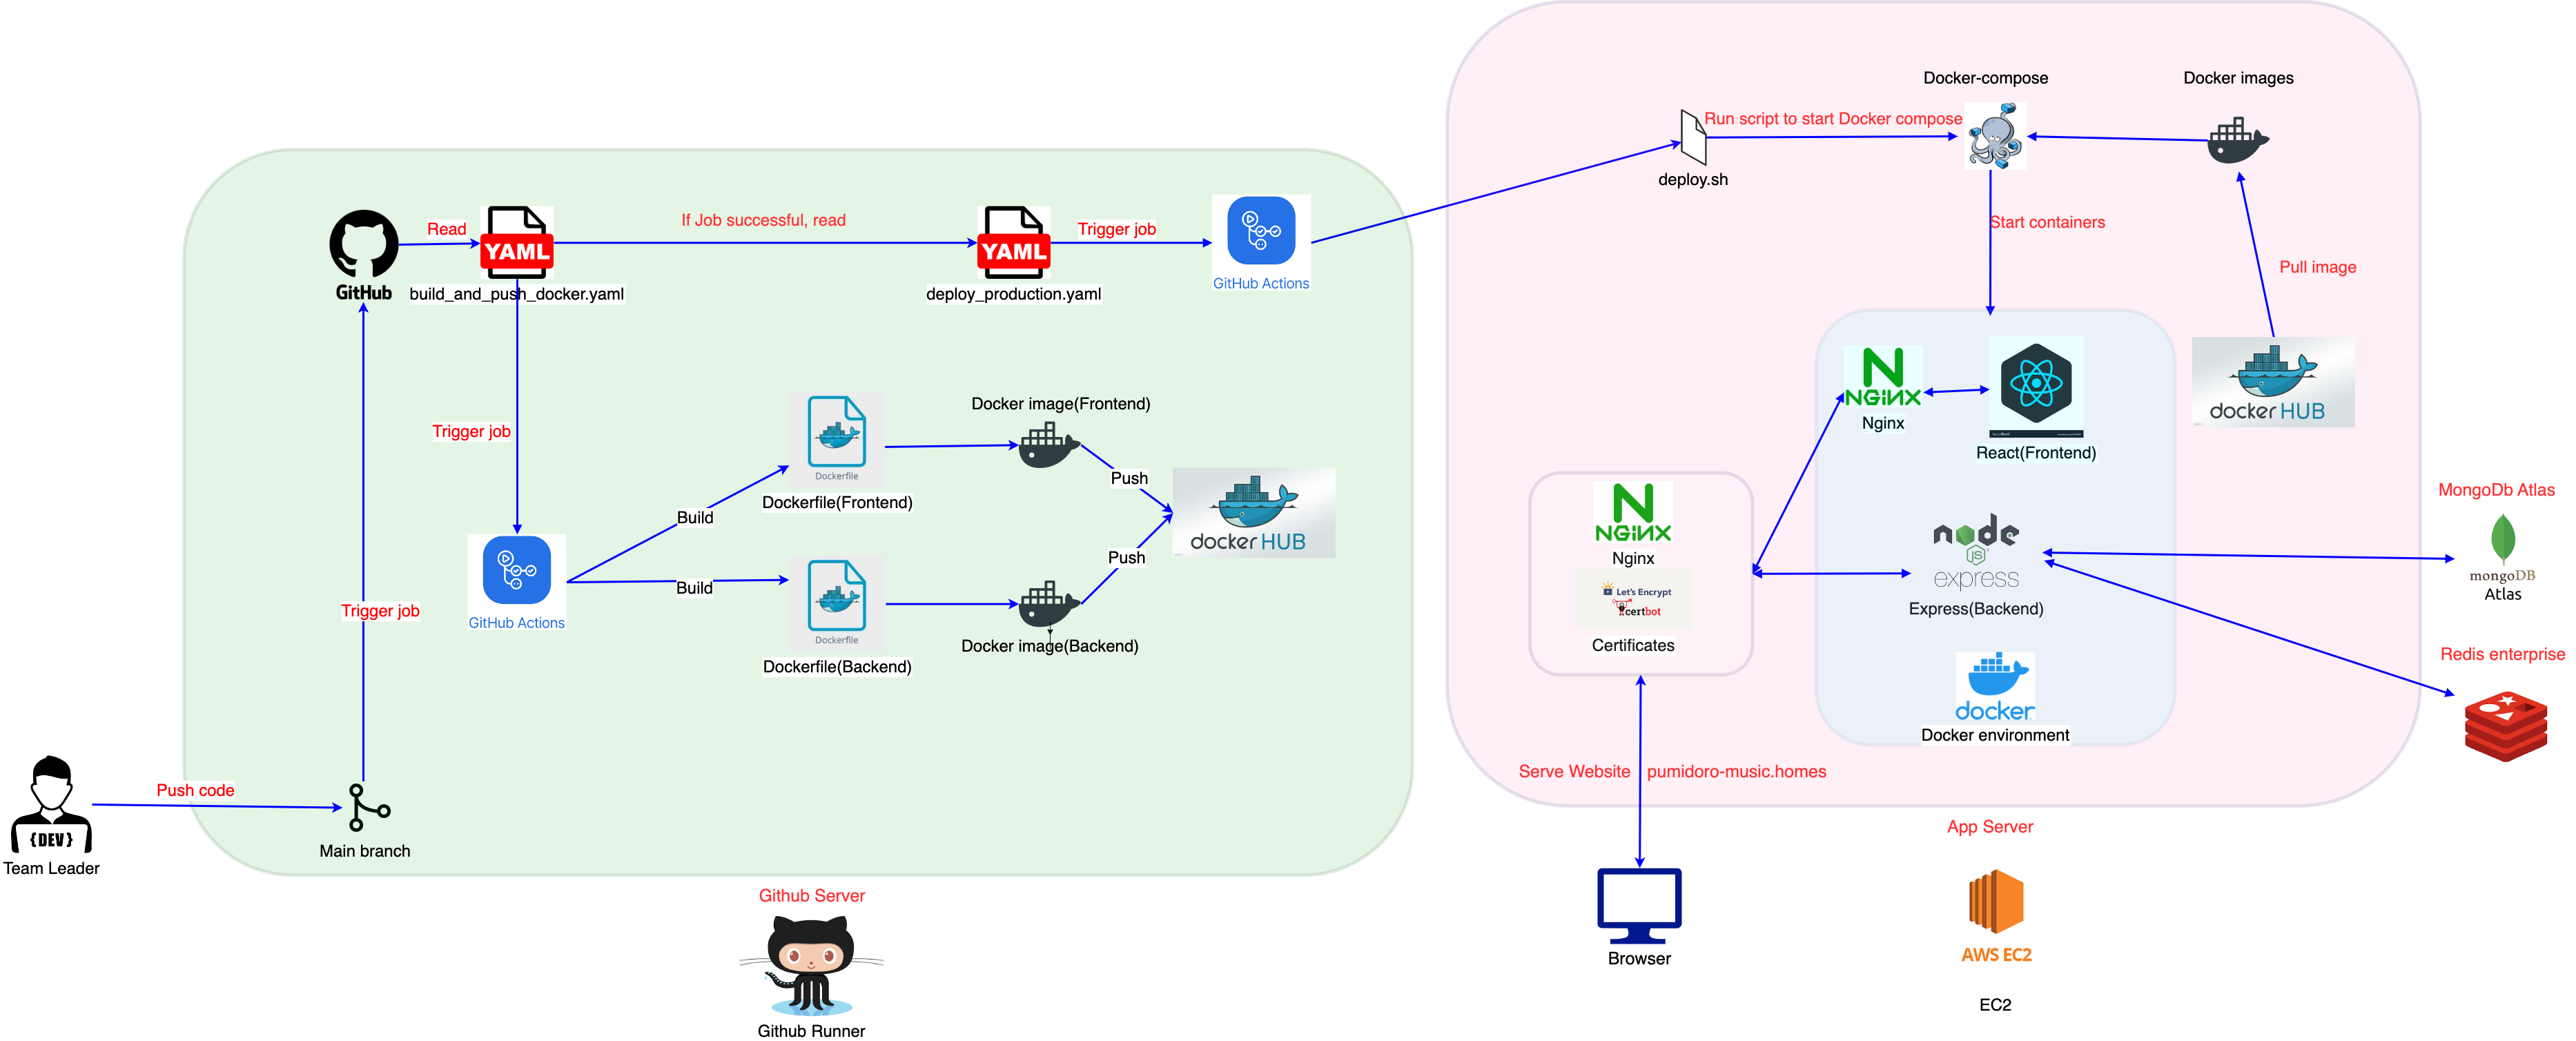 Docker-compose
Docker images
Run script to start Docker compose
deploy.sh
Start containers
Pull image
Read
YAML
If Job successful, read
YAML
Trigger job
GitHub
build_and_push_docker.yaml
deploy_production.yaml
GitHub Actions
Trigger job
GitHub Actions
Trigger job
Build
Build
Dockerfile
Dockerfile(Frontend)
Docker image(Frontend)
Push
Dockerfile
Dockerfile(Backend)
Docker image(Backend)
Push
docker HUB
Push code
{DEV}
Team Leader
Main branch
Github Server
Github Runner
NGINX
Nginx
React(Frontend)
docker HUB
NGINX
Nginx
Let's Encrypt
certbot
Certificates
node
JS
express
Express(Backend)
docker
Docker environment
MongoDb Atlas
mongoDB
Atlas
Redis enterprise
Serve Website
pumidoro-music.homes
App Server
Browser
AWS EC2
EC2